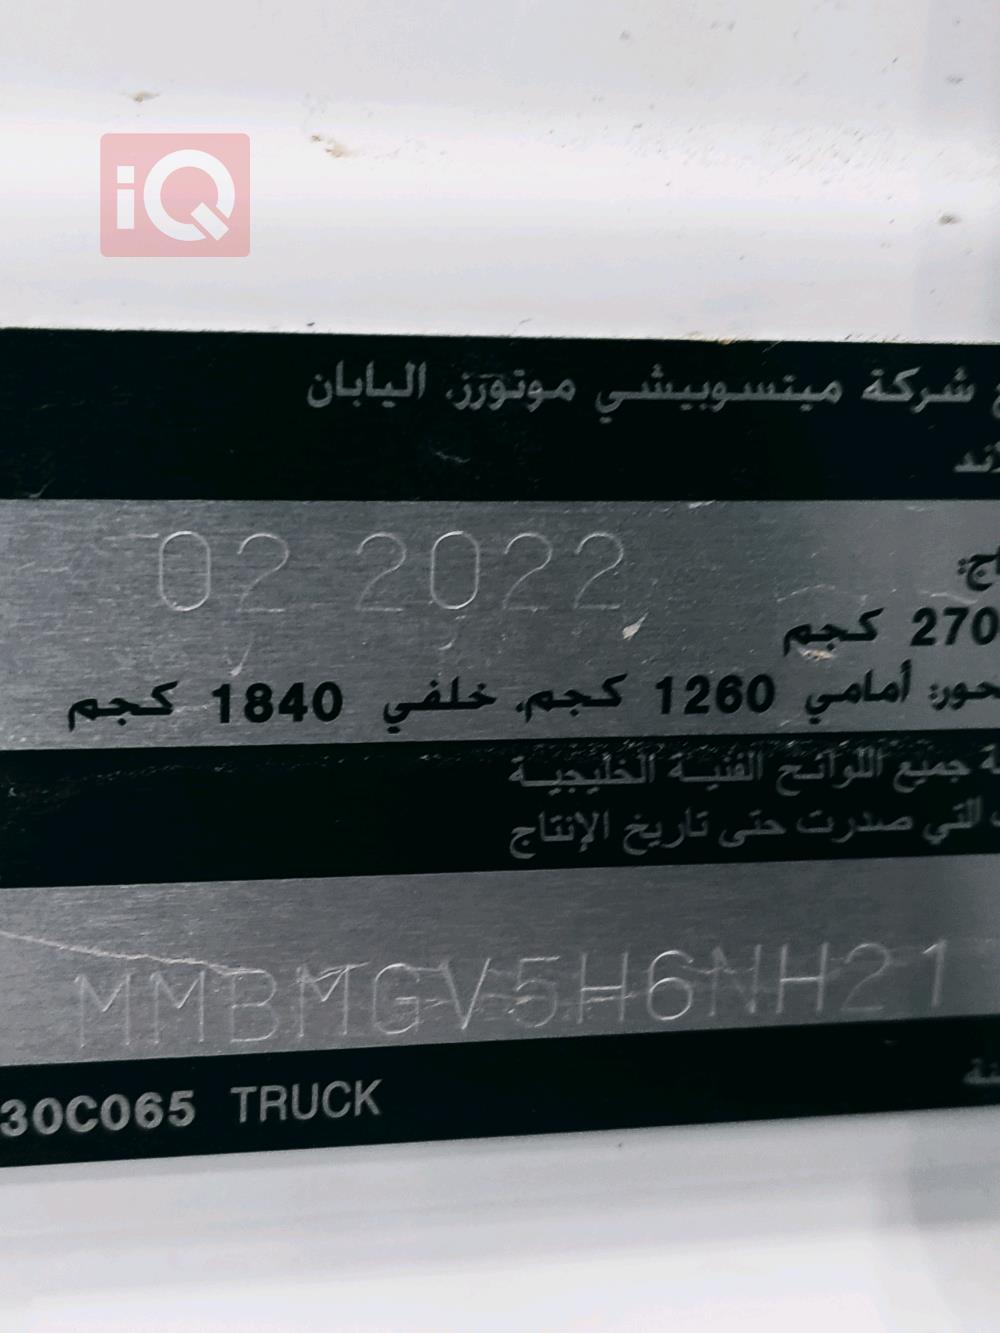 iQ
شركة ميتسوبيشي موتورز، اليابان
02 2022
270 كجم
أمامي 1260 كجم، خلفي 1840 كجم
جميع اللوائح الفنية الخليجية
التي صدرت حتى تاريخ الإنتاج
MMBMGV5H6NH21
30C065 TRUCK